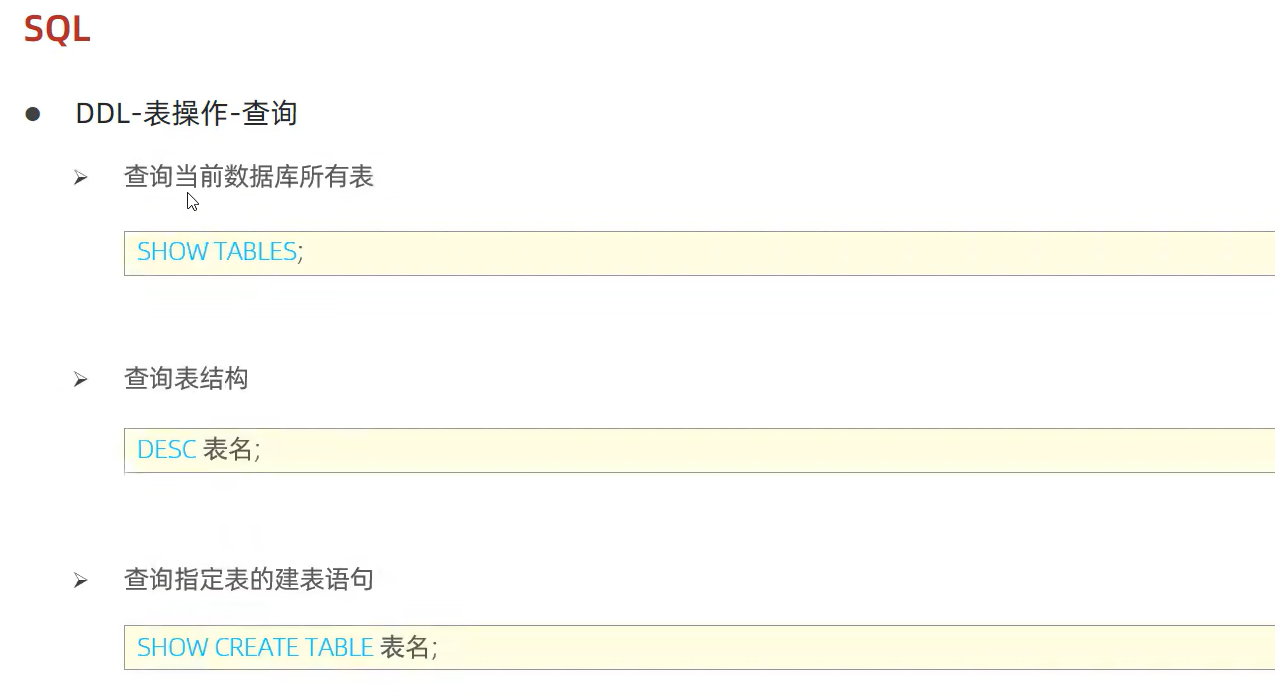 SQL
DDL-表操作-查询
查询当前数据库所有表
SHOW TABLES;
查询表结构
DESC 表名;
查询指定表的建表语句
SHOW CREATE TABLE 表名;